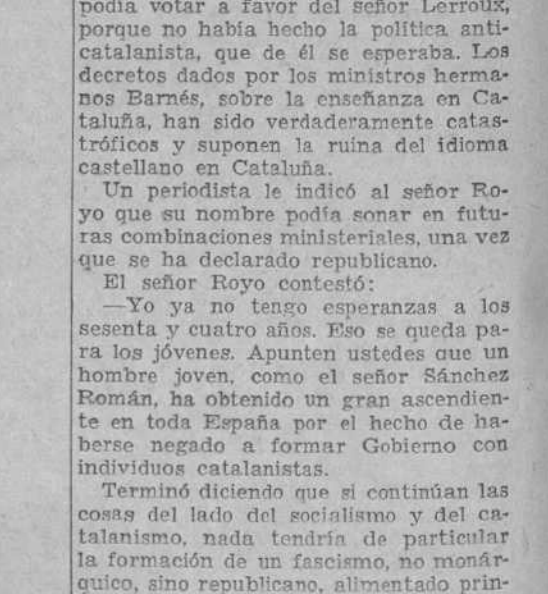 podía votar a favor del señor Lerroux,
porque no había hecho la política anti-
catalanista, que de él se esperaba. Los
decretos dados por los ministros herma-
nos Barnés, sobre la enseñanza en Ca-
taluña, han sido verdaderamente catas-
tróficos y suponen la ruina del idioma
castellano en Cataluña.
Un periodista le indicó al señor Ro-
yo que su nombre podía sonar en futu-
ras combinaciones ministeriales, una vez
que se ha declarado republicano.
El señor Royo contestó:
—Yo ya no tengo esperanzas a los
sesenta y cuatro años. Eso se queda pa-
ra los jóvenes. Apunten ustedes que un
hombre joven, como el señor Sánchez
Román, ha obtenido un gran ascendien-
te en toda España por el hecho de ha-
berse negado a formar Gobierno con
individuos catalanistas.
Terminó diciendo que si continúan las
cosas del lado del socialismo y del ca-
talanismo, nada tendría de particular
la formación de un fascismo, no monár-
quico, sino republicano, alimentado prin-